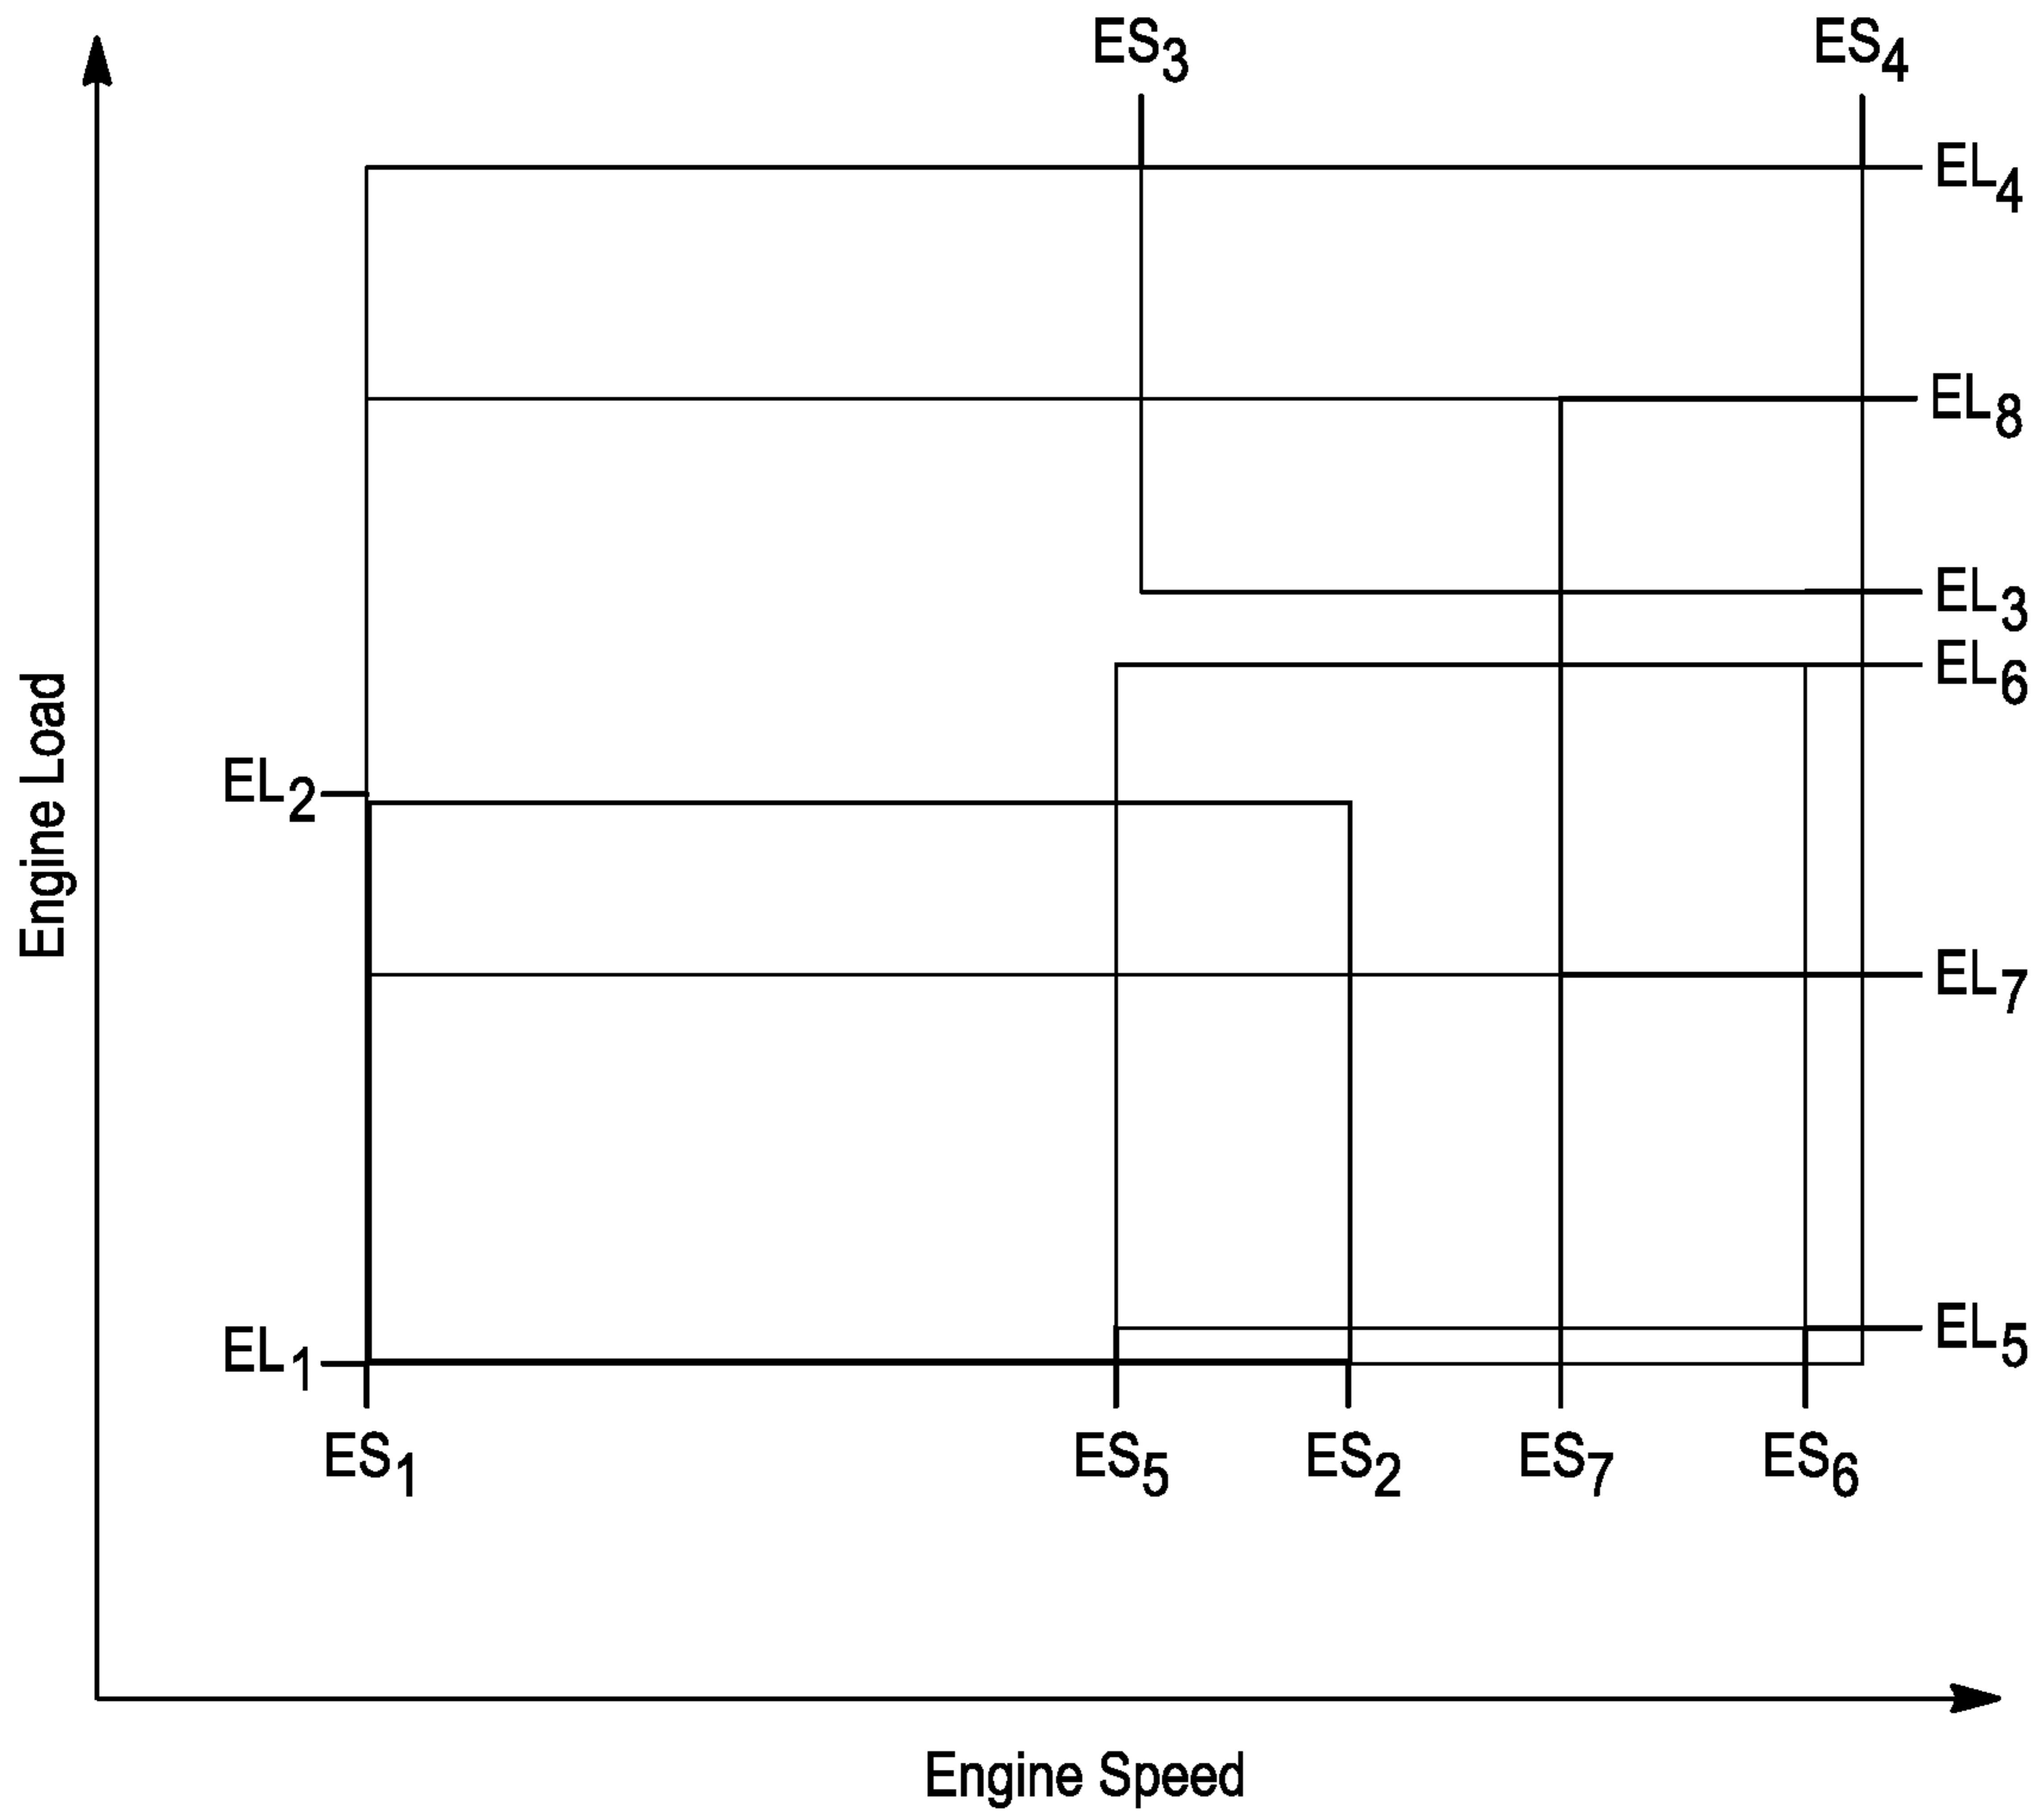 ES3
ES4
EL4
EL8
EL3
EL6
EL2
Engine Load
EL7
EL5
EL1
ES1
ES5
ES2
ES7
ES6
Engine Speed